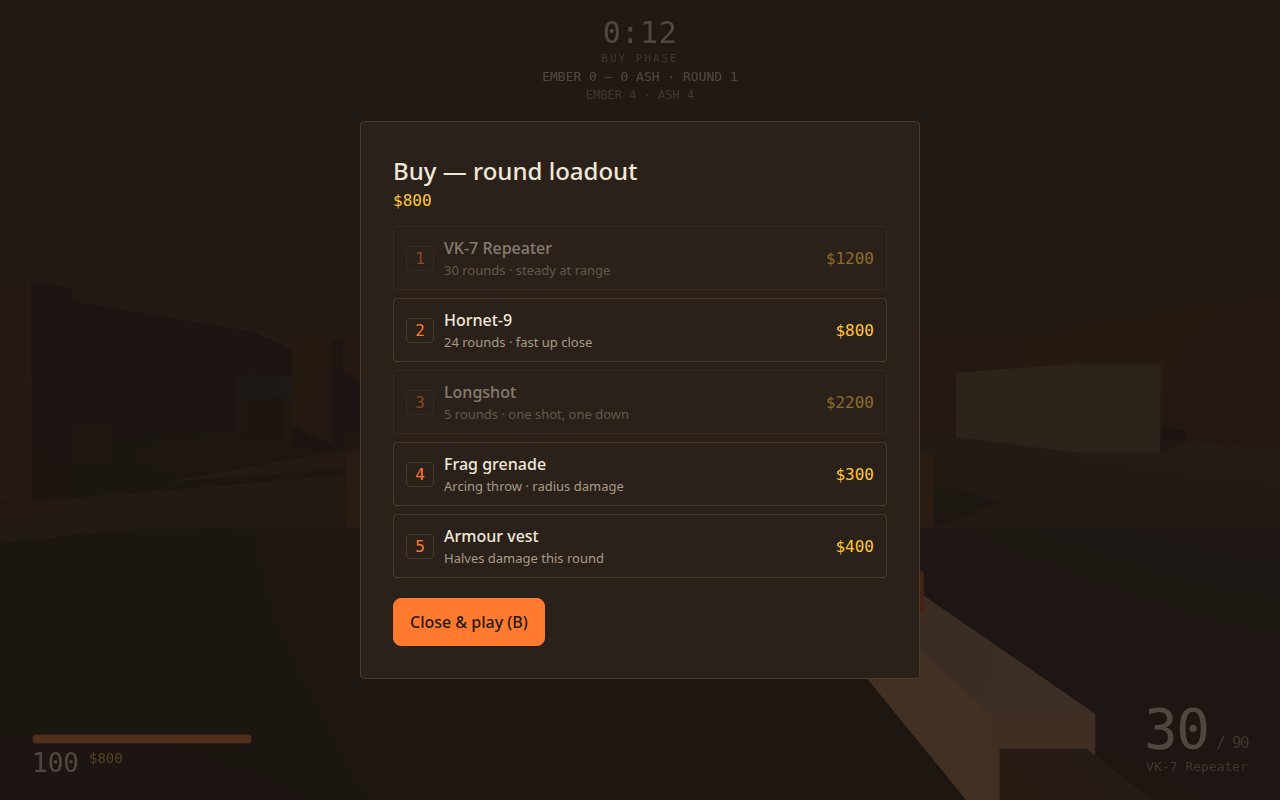 0:12
BUY PHASE
EMBER 0 — 0 ASH · ROUND 1
EMBER 4 · ASH 4
Buy — round loadout
$800
1 VK-7 Repeater $1200
30 rounds · steady at range
2 Hornet-9 $800
24 rounds · fast up close
3 Longshot $2200
5 rounds · one shot, one down
4 Frag grenade $300
Arcing throw · radius damage
5 Armour vest $400
Halves damage this round
Close & play (B)
100 $800
30 / 90
VK-7 Repeater